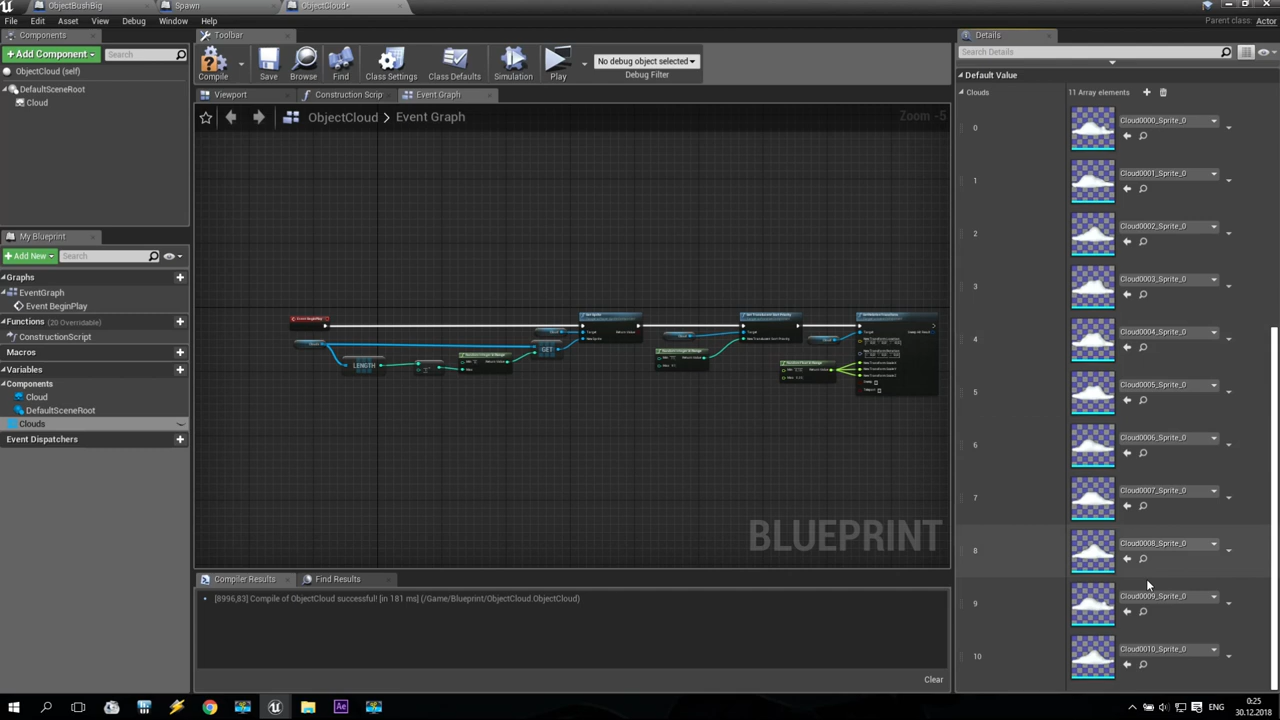 ObjectBushBig
Spawn
ObjectCloud*
File Edit Asset View Debug Window Help
Parent class: Actor
Components
+Add Component
Search
ObjectCloud (self)
DefaultSceneRoot
Cloud
My Blueprint
+Add New
Search
Graphs
EventGraph
Event BeginPlay
Functions (20 Overridable)
ConstructionScript
Macros
Variables
Components
Cloud
DefaultSceneRoot
Clouds
Event Dispatchers
Toolbar
Compile
Save
Browse
Find
Class Settings
Class Defaults
Simulation
Play
No debug object selected
Debug Filter
Viewport
Construction Scrip
Event Graph
ObjectCloud > Event Graph
Zoom -5
Event BeginPlay
LENGTH
GET
BLUEPRINT
Compiler Results
Find Results
[8996,83] Compile of ObjectCloud successful! [in 181 ms] (/Game/Blueprint/ObjectCloud.ObjectCloud)
Clear
Details
Search Details
Default Value
Clouds
11 Array elements
0 Cloud0000_Sprite_0
1 Cloud0001_Sprite_0
2 Cloud0002_Sprite_0
3 Cloud0003_Sprite_0
4 Cloud0004_Sprite_0
5 Cloud0005_Sprite_0
6 Cloud0006_Sprite_0
7 Cloud0007_Sprite_0
8 Cloud0008_Sprite_0
9 Cloud0009_Sprite_0
10 Cloud0010_Sprite_0
Ae
ENG
0:25
30.12.2018